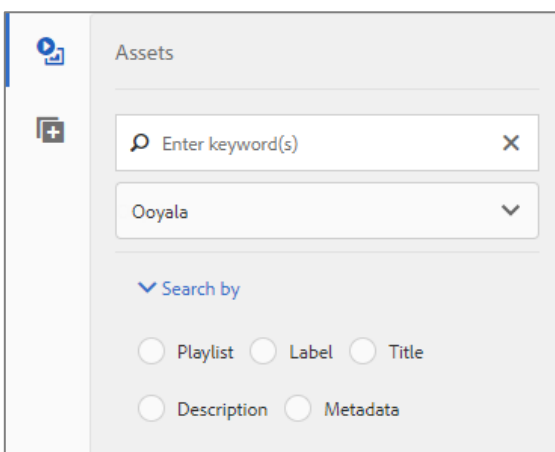 Assets
Enter keyword(s)
Ooyala
Search by
Playlist Label Title
Description Metadata